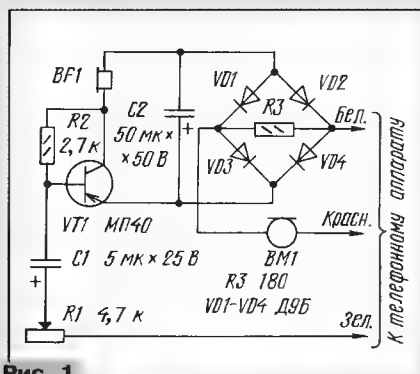 BF1
VD1
VD2
R2
2,7 к
C2
50 мк ×
× 50 В
R3
Бел.
VD3
VD4
VT1 МП40
Красн.
C1 5 мк × 25 В
BM1
R3 180
VD1-VD4 Д9Б
R1 4,7 к
Зел.
К телефонному аппарату
Рис. 1